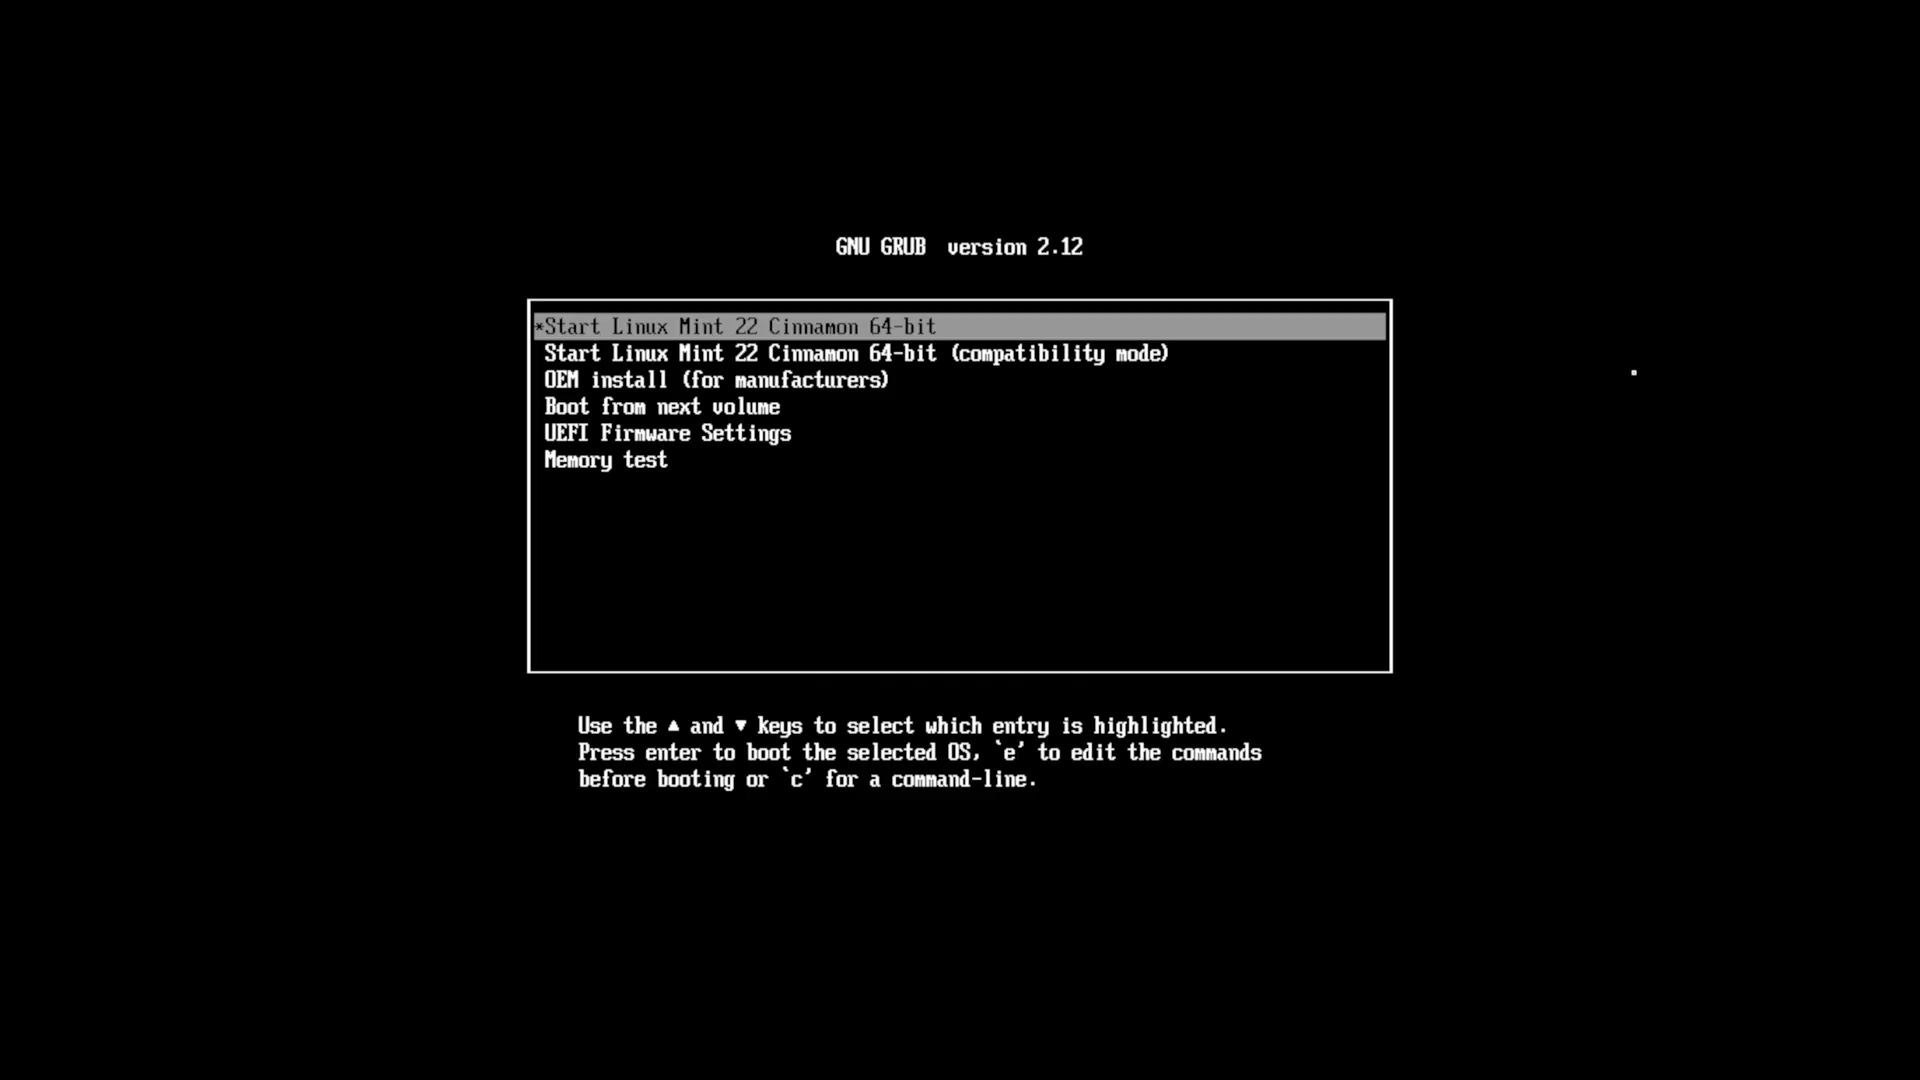 GNU GRUB  version 2.12
*Start Linux Mint 22 Cinnamon 64-bit
Start Linux Mint 22 Cinnamon 64-bit (compatibility mode)
OEM install (for manufacturers)
Boot from next volume
UEFI Firmware Settings
Memory test
Use the ▲ and ▼ keys to select which entry is highlighted.
Press enter to boot the selected OS, `e' to edit the commands
before booting or `c' for a command-line.